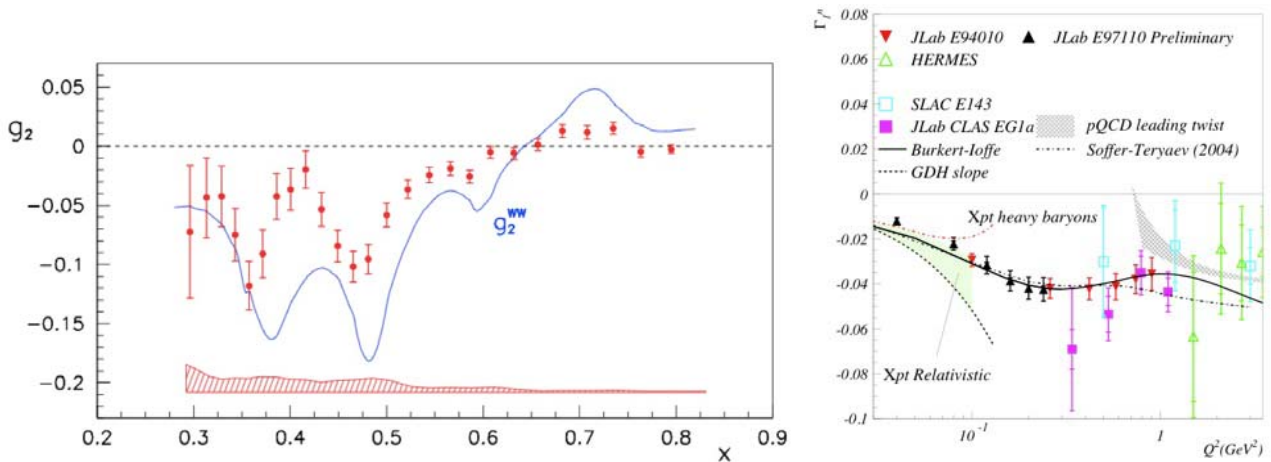 g₂
0.05
0
−0.05
−0.1
−0.15
−0.2
g₂ᵂᵂ
0.2 0.3 0.4 0.5 0.6 0.7 0.8 0.9
x
Γ₁ⁿ
0.08
0.06
0.04
0.02
0
-0.02
-0.04
-0.06
-0.08
-0.1
JLab E94010 JLab E97110 Preliminary
HERMES
SLAC E143
JLab CLAS EG1a pQCD leading twist
Burkert-Ioffe Soffer-Teryaev (2004)
GDH slope
Xpt heavy baryons
Xpt Relativistic
10⁻¹ 1
Q²(GeV²)